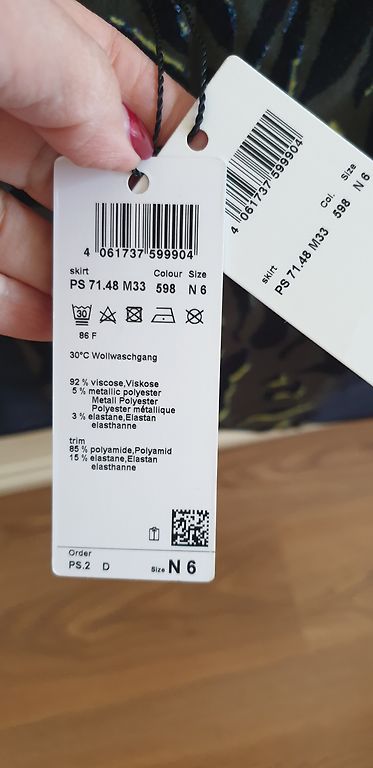 4 061737 599904
skirt Colour Size
PS 71.48 M33 598 N 6
30
86 F
30°C Wollwaschgang
92 % viscose,Viskose
5 % metallic polyester
Metall Polyester
Polyester métallique
3 % elastane,Elastan
elasthanne
trim
85 % polyamide,Polyamid
15 % elastane,Elastan
elasthanne
Order
PS.2 D Size N 6
4 061737 599904
skirt Col. Size
PS 71.48 M33 598 N 6